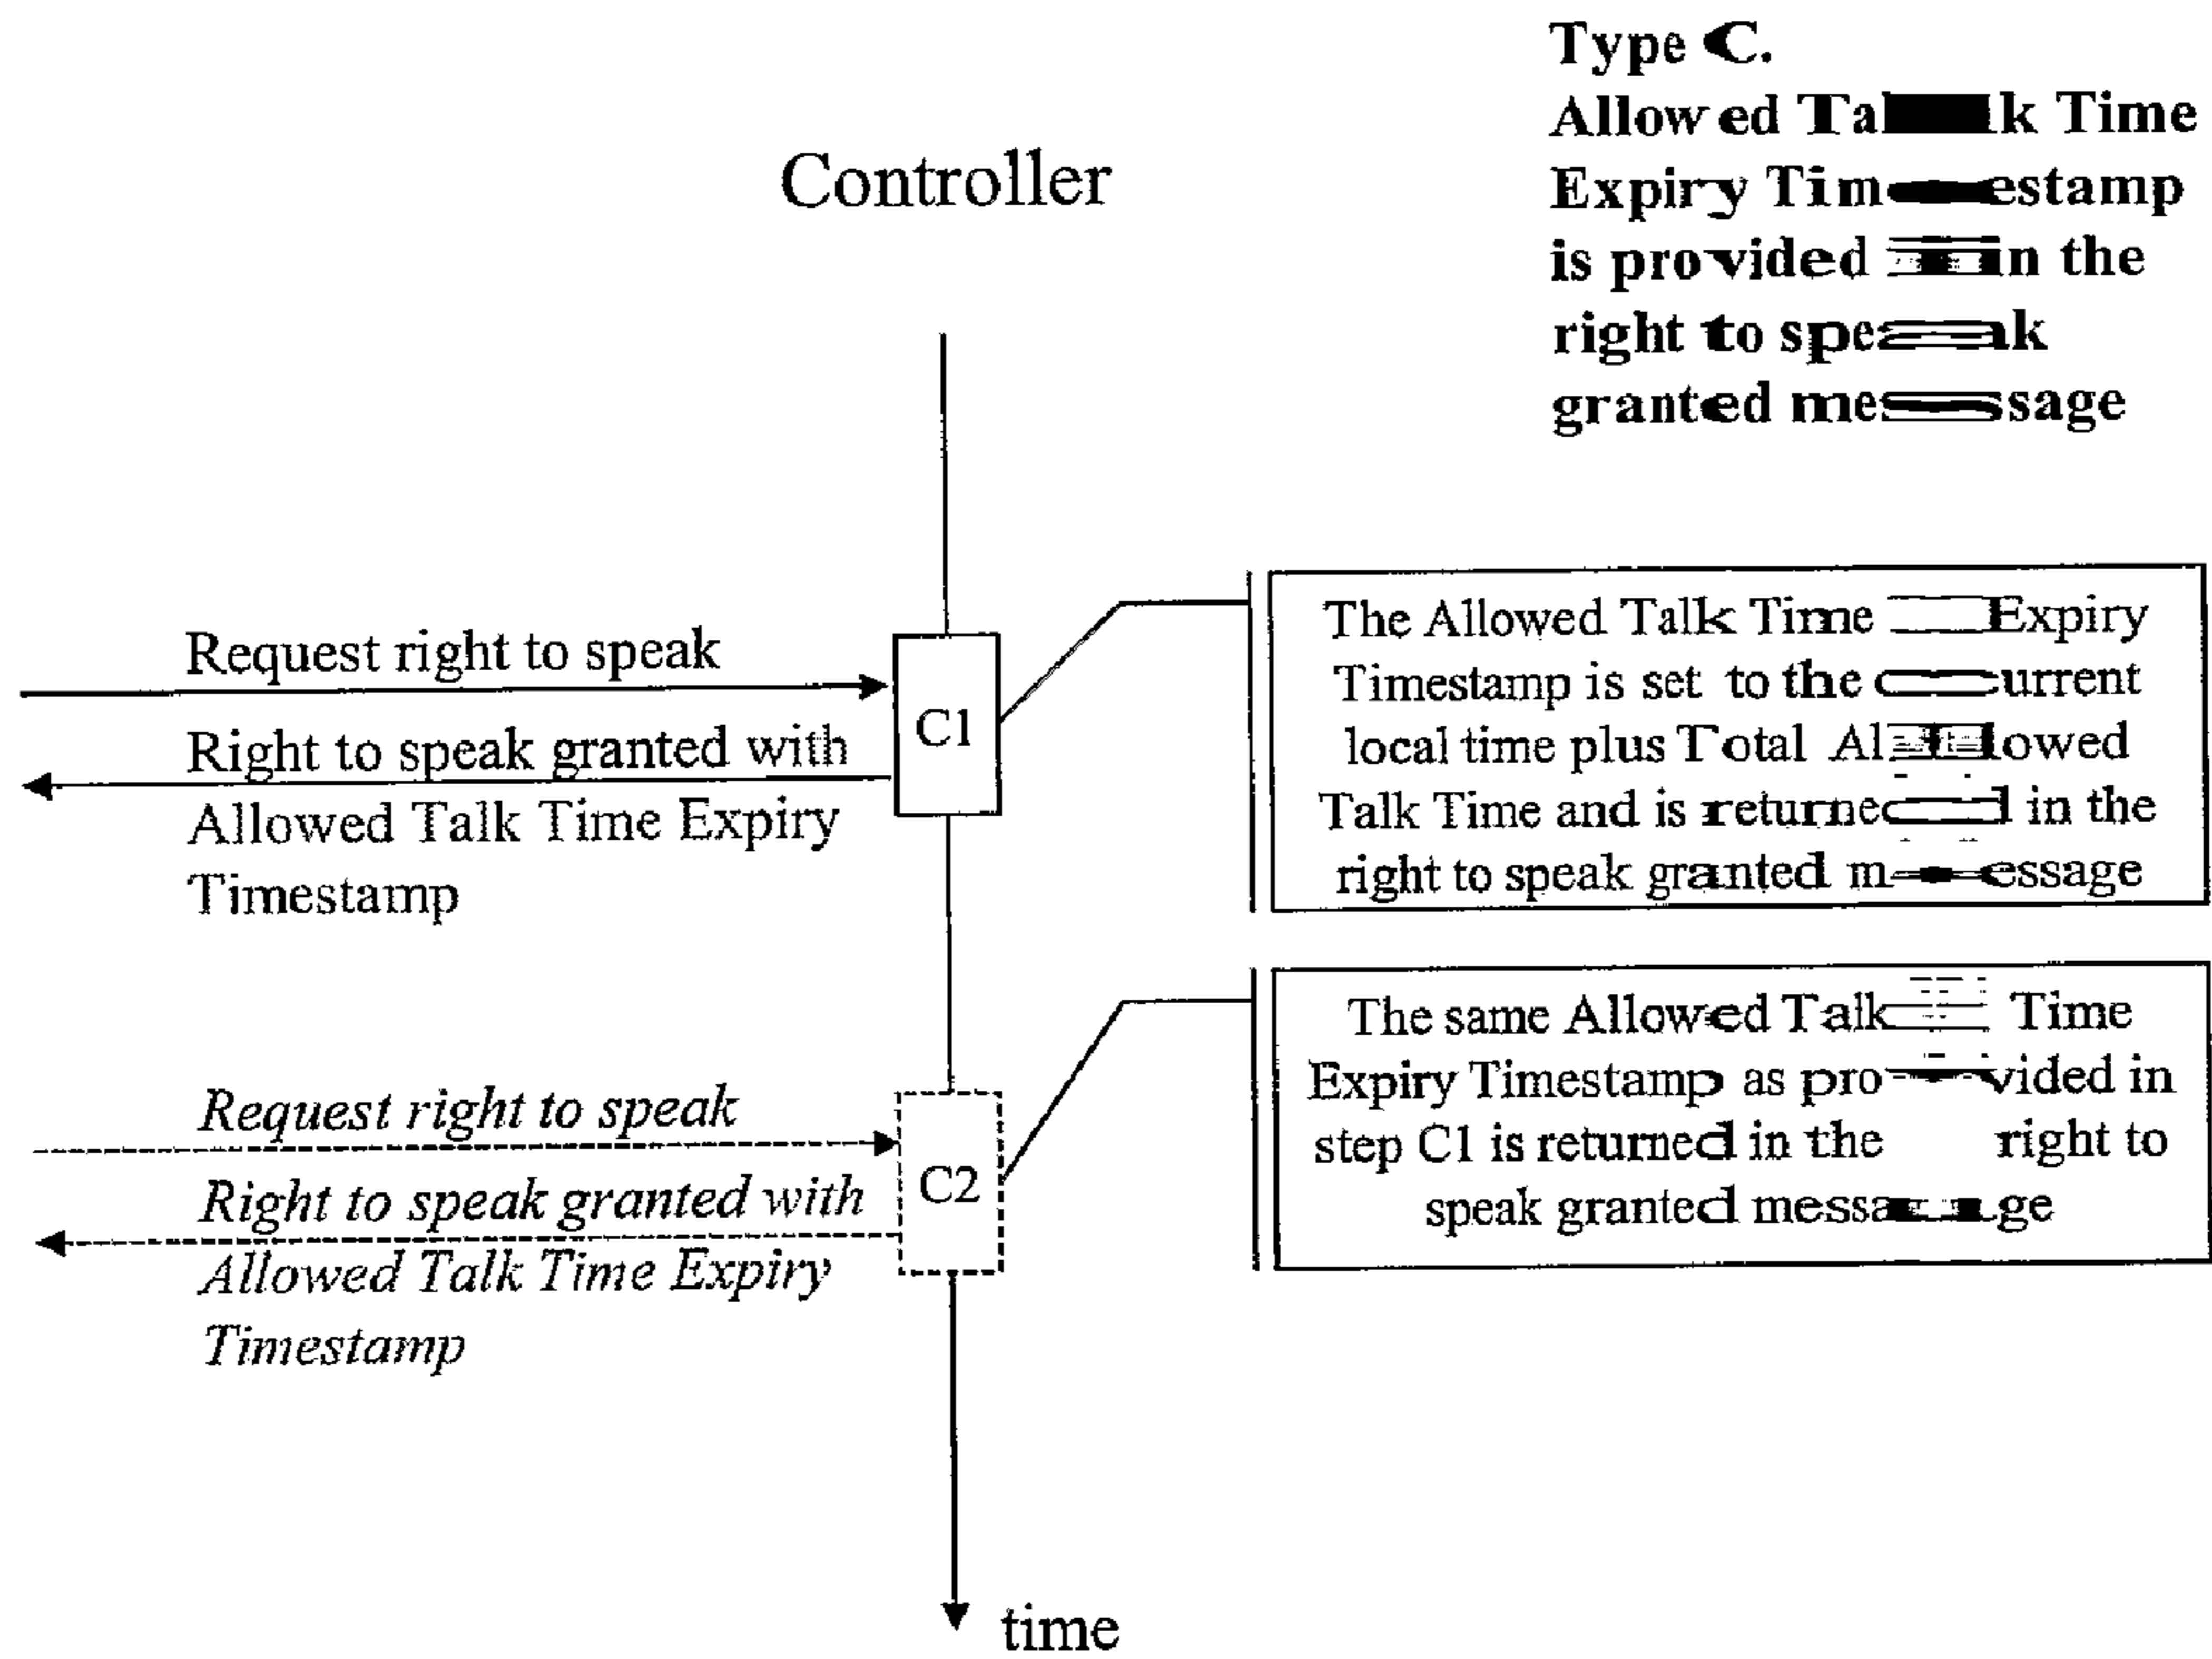 Type C.
Allowed Talk Time
Expiry Timestamp
is provided in the
right to speak
granted message
Controller
Request right to speak
Right to speak granted with
Allowed Talk Time Expiry
Timestamp
C1
The Allowed Talk Time Expiry
Timestamp is set to the current
local time plus Total Allowed
Talk Time and is returned in the
right to speak granted message
Request right to speak
Right to speak granted with
Allowed Talk Time Expiry
Timestamp
C2
The same Allowed Talk Time
Expiry Timestamp as provided in
step C1 is returned in the right to
speak granted message
time